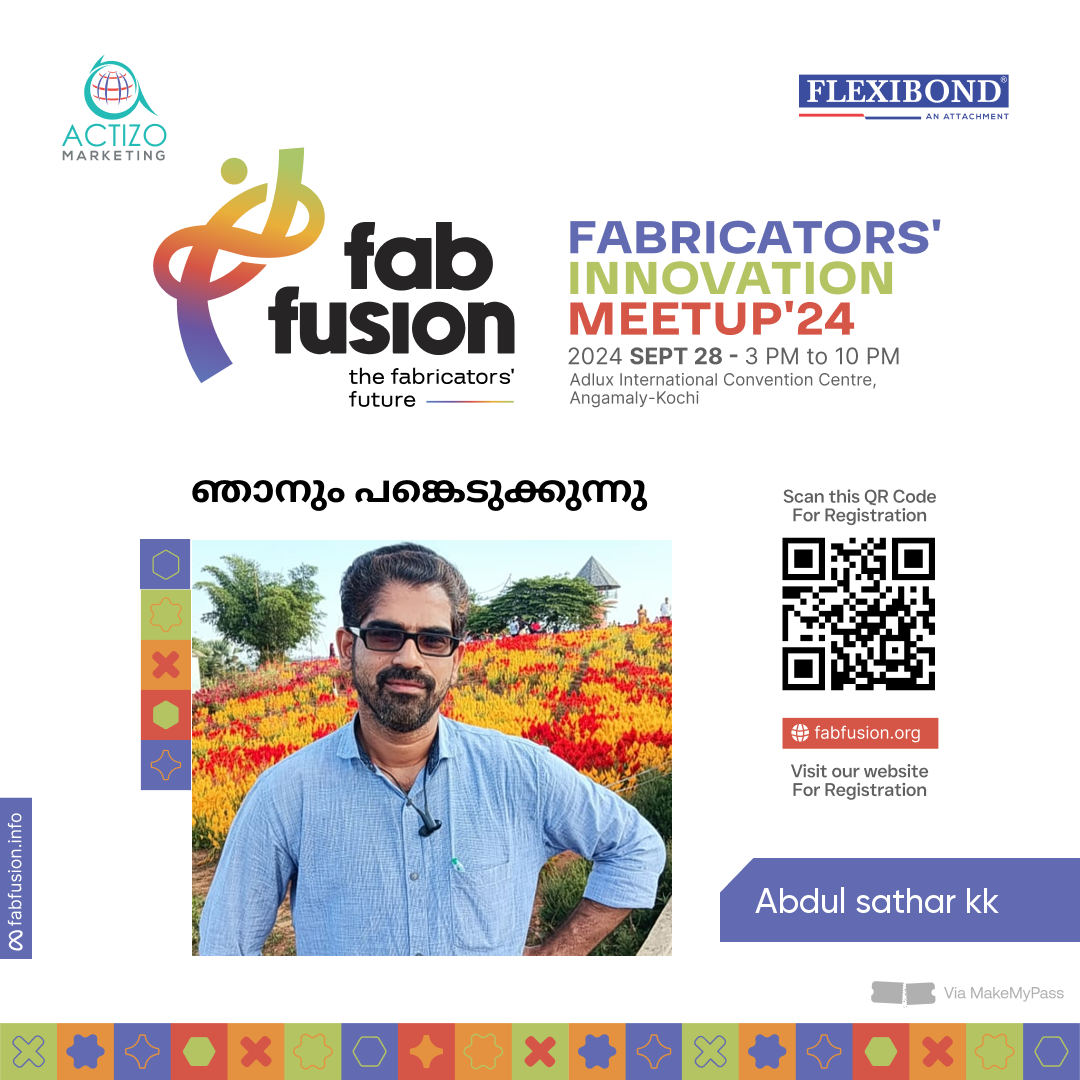 ACTIZO
MARKETING
FLEXIBOND®
AN ATTACHMENT
fab
fusion
the fabricators'
future
FABRICATORS'
INNOVATION
MEETUP'24
2024 SEPT 28 - 3 PM to 10 PM
Adlux International Convention Centre,
Angamaly-Kochi
ഞാനും പങ്കെടുക്കുന്നു
Scan this QR Code
For Registration
fabfusion.org
Visit our website
For Registration
fabfusion.info
Abdul sathar kk
Via MakeMyPass